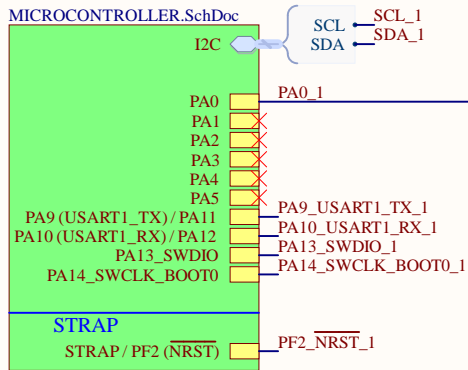 MICROCONTROLLER.SchDoc
I2C SCL SCL_1
SDA SDA_1
PA0 PA0_1
PA1
PA2
PA3
PA4
PA5
PA9 (USART1_TX) / PA11 PA9_USART1_TX_1
PA10 (USART1_RX) / PA12 PA10_USART1_RX_1
PA13_SWDIO PA13_SWDIO_1
PA14_SWCLK_BOOT0 PA14_SWCLK_BOOT0_1
STRAP
STRAP / PF2 (NRST) PF2_NRST_1